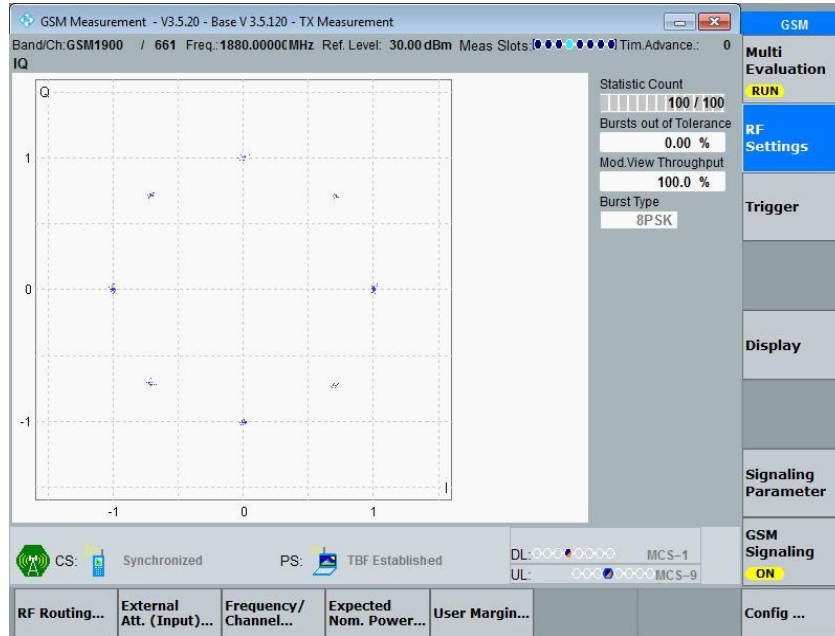 GSM Measurement - V3.5.20 - Base V 3.5.120 - TX Measurement
GSM
Band/Ch:GSM1900 / 661 Freq.:1880.0000 MHz Ref. Level: 30.00 dBm Meas Slots: Tim.Advance.: 0
IQ
Multi
Evaluation
RUN
Q
1
0
-1
I
-1 0 1
Statistic Count
100 / 100
Bursts out of Tolerance
0.00 %
Mod.View Throughput
100.0 %
Burst Type
8PSK
RF
Settings
Trigger
Display
Signaling
Parameter
GSM
Signaling
ON
CS: Synchronized PS: TBF Established DL: MCS-1
UL: MCS-9
RF Routing...
External
Att. (Input)...
Frequency/
Channel...
Expected
Nom. Power...
User Margin...
Config ...